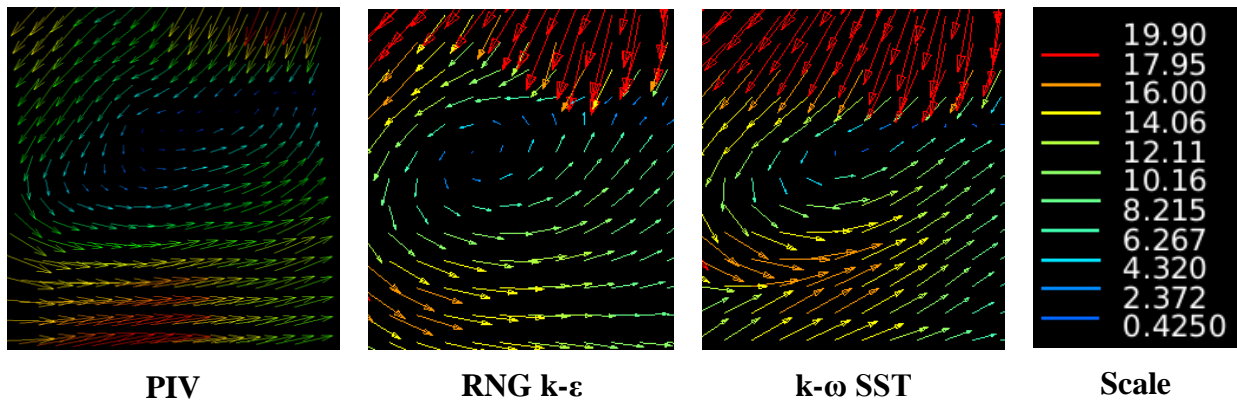 19.90
17.95
16.00
14.06
12.11
10.16
8.215
6.267
4.320
2.372
0.4250
PIV
RNG k-ε
k-ω SST
Scale